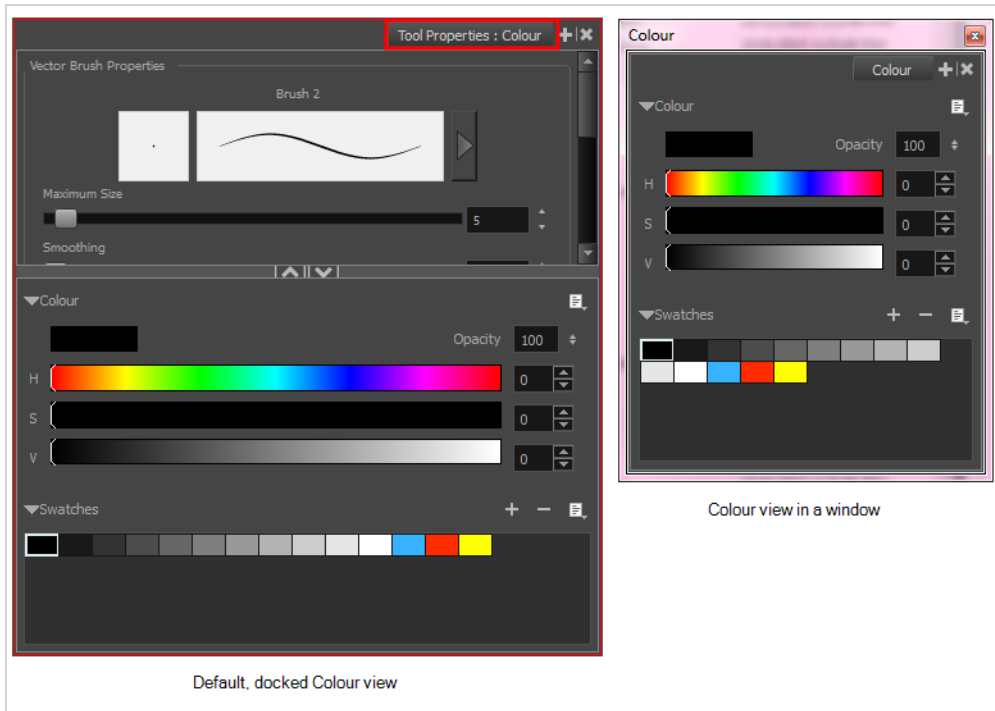 Tool Properties : Colour
Vector Brush Properties
Brush 2
Maximum Size
5
Smoothing
Colour
Opacity 100
H 0
S 0
V 0
Swatches
Default, docked Colour view
Colour
Colour
Colour
Opacity 100
H 0
S 0
V 0
Swatches
Colour view in a window